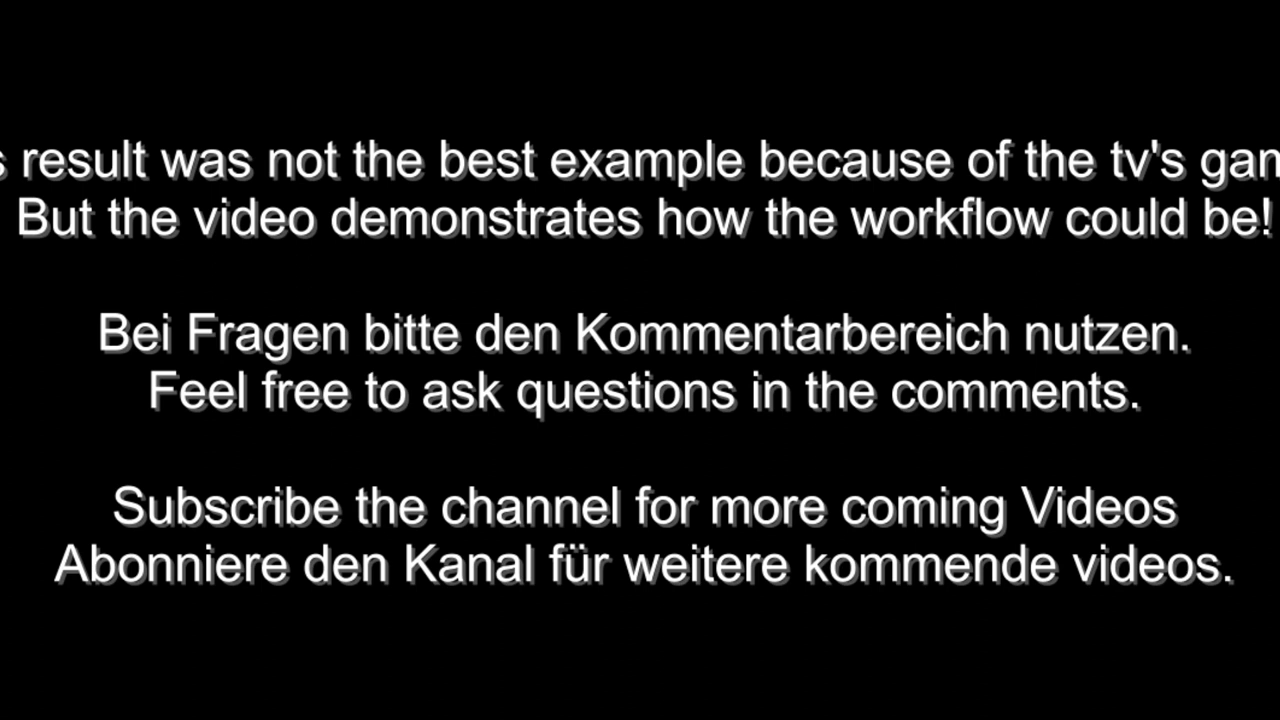 result was not the best example because of the tv's
But the video demonstrates how the workflow could be!
Bei Fragen bitte den Kommentarbereich nutzen.
Feel free to ask questions in the comments.
Subscribe the channel for more coming Videos
Abonniere den Kanal für weitere kommende videos.